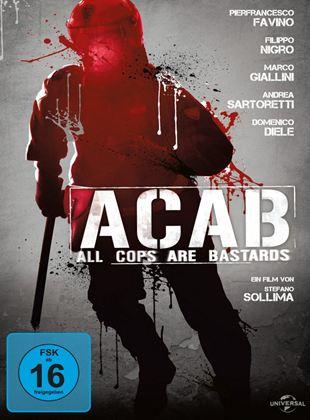 PIERFRANCESCO
FAVINO
FILIPPO
NIGRO
MARCO
GIALLINI
ANDREA
SARTORETTI
DOMENICO
DIELE
ACAB
ALL COPS ARE BASTARDS
EIN FILM VON
STEFANO
SOLLIMA
FSK
ab
16
freigegeben
UNIVERSAL